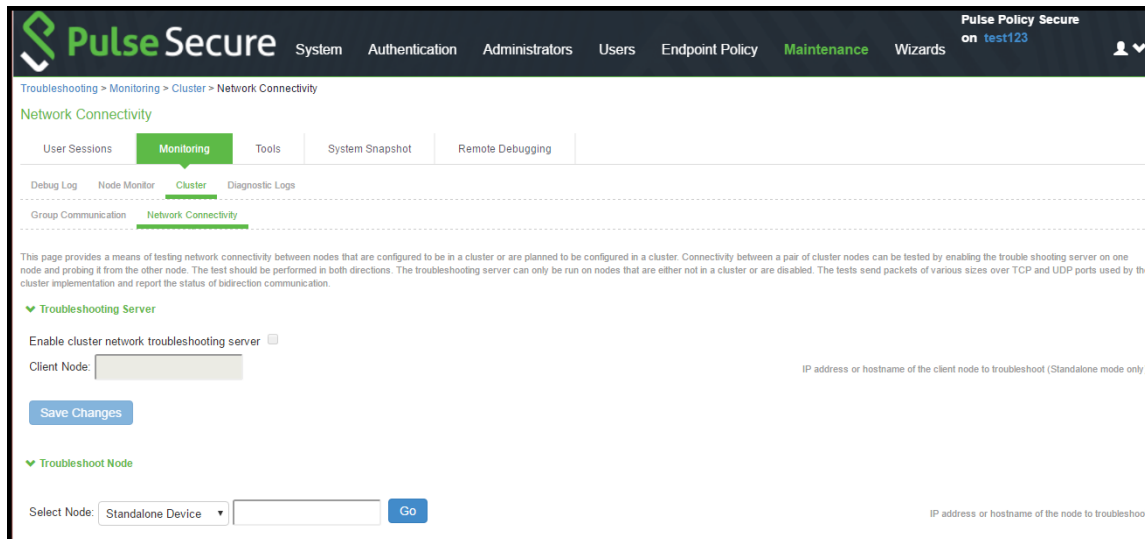 Pulse Secure
System Authentication Administrators Users Endpoint Policy Maintenance Wizards
Pulse Policy Secure
on test123
Troubleshooting > Monitoring > Cluster > Network Connectivity
Network Connectivity
User Sessions Monitoring Tools System Snapshot Remote Debugging
Debug Log Node Monitor Cluster Diagnostic Logs
Group Communication Network Connectivity
This page provides a means of testing network connectivity between nodes that are configured to be in a cluster or are planned to be configured in a cluster. Connectivity between a pair of cluster nodes can be tested by enabling the trouble shooting server on one
node and probing it from the other node. The test should be performed in both directions. The troubleshooting server can only be run on nodes that are either not in a cluster or are disabled. The tests send packets of various sizes over TCP and UDP ports used by the
cluster implementation and report the status of bidirection communication.
Troubleshooting Server
Enable cluster network troubleshooting server
Client Node:
IP address or hostname of the client node to troubleshoot (Standalone mode only
Save Changes
Troubleshoot Node
Select Node: Standalone Device Go
IP address or hostname of the node to troubleshoo